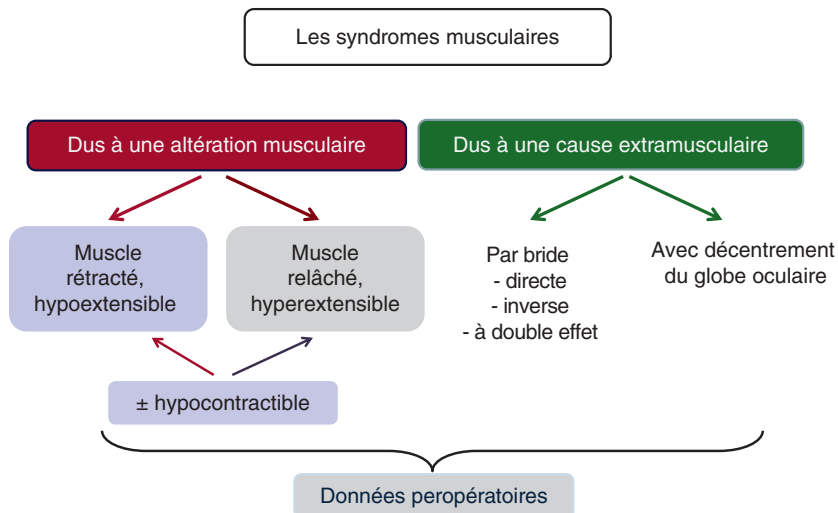 Les syndromes musculaires
Dus à une altération musculaire
Dus à une cause extramusculaire
Muscle
rétracté,
hypoextensible
Muscle
relâché,
hyperextensible
Par bride
- directe
- inverse
- à double effet
Avec décentrement
du globe oculaire
± hypocontractible
Données peropératoires